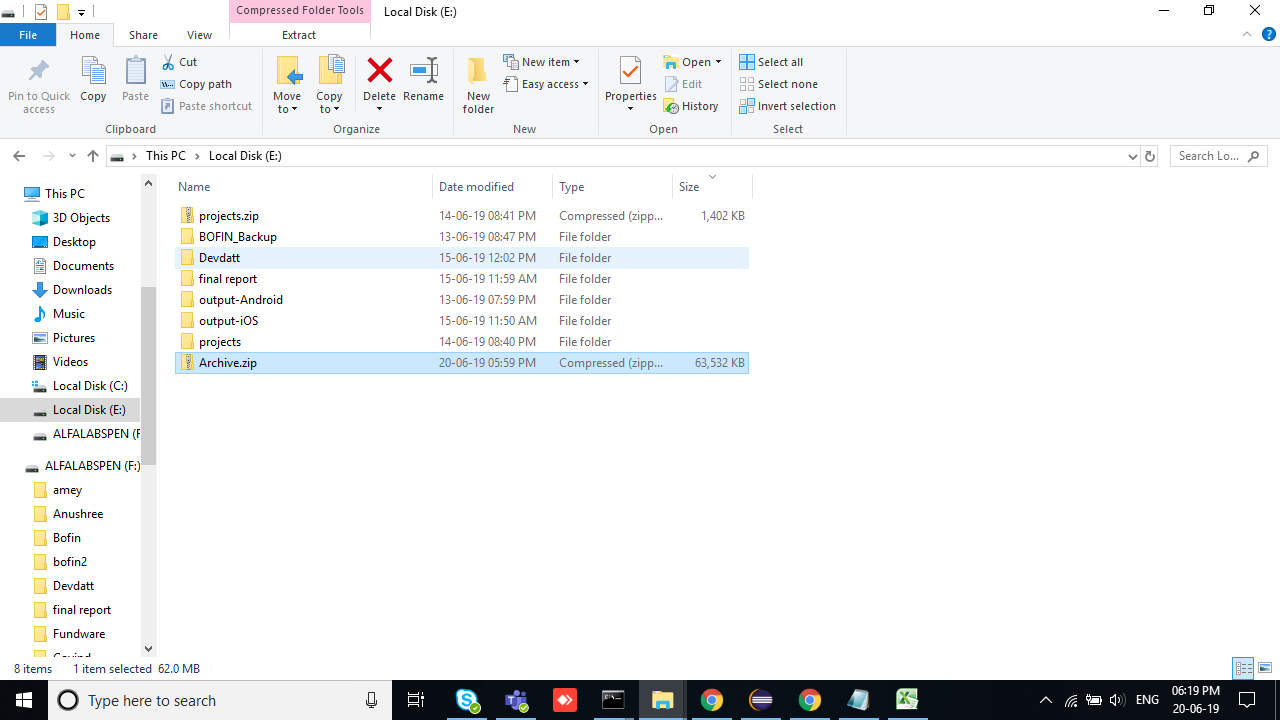 Compressed Folder Tools
Local Disk (E:)
File
Home
Share
View
Extract
Pin to Quick access
Copy
Paste
Cut
Copy path
Paste shortcut
Clipboard
Move to
Copy to
Delete
Rename
Organize
New folder
New item
Easy access
New
Properties
Open
Edit
History
Open
Select all
Select none
Invert selection
Select
This PC > Local Disk (E:)
Search Lo...
Name Date modified Type Size
projects.zip 14-06-19 08:41 PM Compressed (zipp... 1,402 KB
BOFIN_Backup 13-06-19 08:47 PM File folder
Devdatt 15-06-19 12:02 PM File folder
final report 15-06-19 11:59 AM File folder
output-Android 13-06-19 07:59 PM File folder
output-iOS 15-06-19 11:50 AM File folder
projects 14-06-19 08:40 PM File folder
Archive.zip 20-06-19 05:59 PM Compressed (zipp... 63,532 KB
This PC
3D Objects
Desktop
Documents
Downloads
Music
Pictures
Videos
Local Disk (C:)
Local Disk (E:)
ALFALABSPEN (F
ALFALABSPEN (F:)
amey
Anushree
Bofin
bofin2
Devdatt
final report
Fundware
8 items 1 item selected 62.0 MB
Type here to search
ENG
06:19 PM
20-06-19